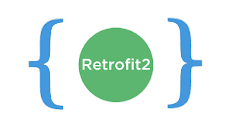 { Retrofit2 }